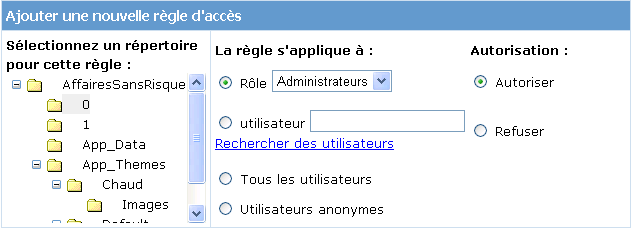 Ajouter une nouvelle règle d'accès
Sélectionnez un répertoire
pour cette règle :
AffairesSansRisque
0
1
App_Data
App_Themes
Chaud
Images
Default
La règle s'applique à :
Rôle Administrateurs
utilisateur
Rechercher des utilisateurs
Tous les utilisateurs
Utilisateurs anonymes
Autorisation :
Autoriser
Refuser